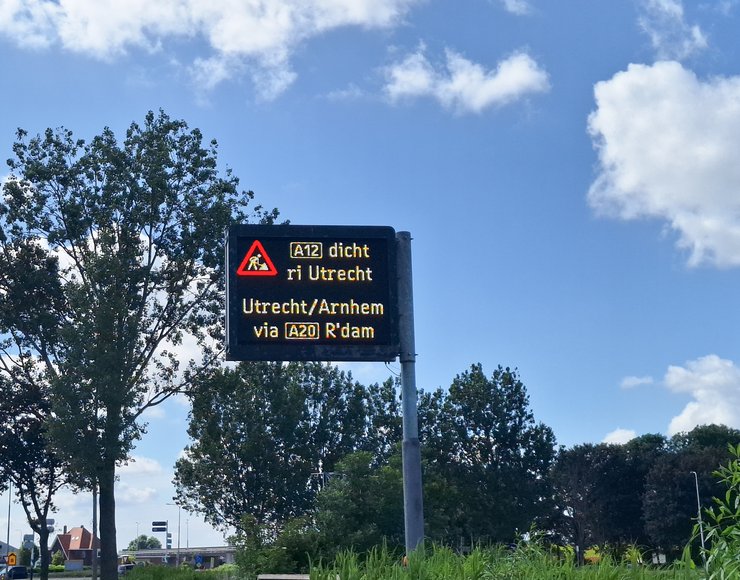 A12 dicht
ri Utrecht
Utrecht/Arnhem
via A20 R'dam